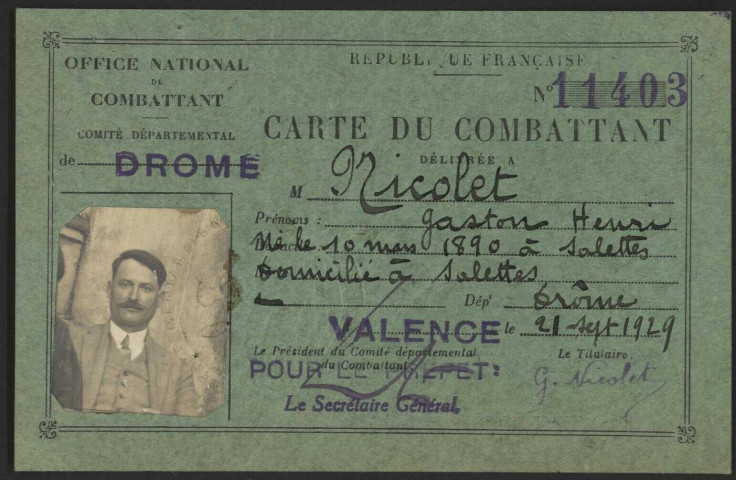 OFFICE NATIONAL
DU
COMBATTANT
COMITÉ DÉPARTEMENTAL
de DROME
REPUBLIQUE FRANÇAISE
N° 11403
CARTE DU COMBATTANT
DÉLIVRÉE A
M Nicolet
Prénoms : Gaston Henri
Né le 10 mars 1890 à Salettes
Domicilié à Salettes
Dépt Drôme
VALENCE le 21 Sept 1929
Le Président du Comité départemental
du Combattant
POUR LE PREFET:
Le Secrétaire Général,
Le Titulaire.
G. Nicolet